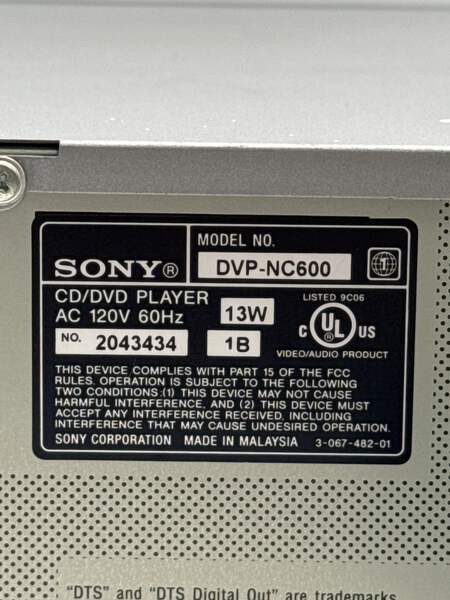 MODEL NO.
SONY®
DVP-NC600
1
CD/DVD PLAYER
AC 120V 60Hz
13W
NO. 2043434
1B
LISTED 9C06
C UL US
VIDEO/AUDIO PRODUCT
THIS DEVICE COMPLIES WITH PART 15 OF THE FCC
RULES. OPERATION IS SUBJECT TO THE FOLLOWING
TWO CONDITIONS:(1) THIS DEVICE MAY NOT CAUSE
HARMFUL INTERFERENCE, AND (2) THIS DEVICE MUST
ACCEPT ANY INTERFERENCE RECEIVED, INCLUDING
INTERFERENCE THAT MAY CAUSE UNDESIRED OPERATION.
SONY CORPORATION MADE IN MALAYSIA 3-067-482-01
"DTS" and "DTS Digital Out" are trademarks